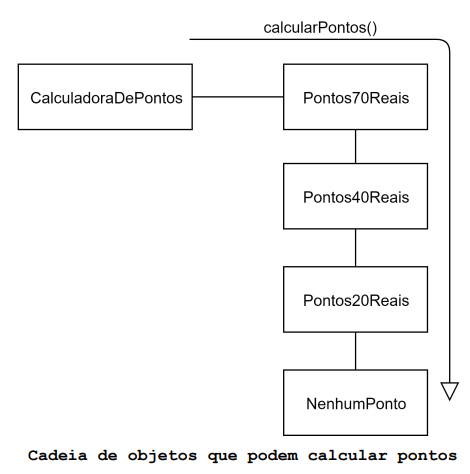 calcularPontos()
CalculadoraDePontos
Pontos70Reais
Pontos40Reais
Pontos20Reais
NenhumPonto
Cadeia de objetos que podem calcular pontos